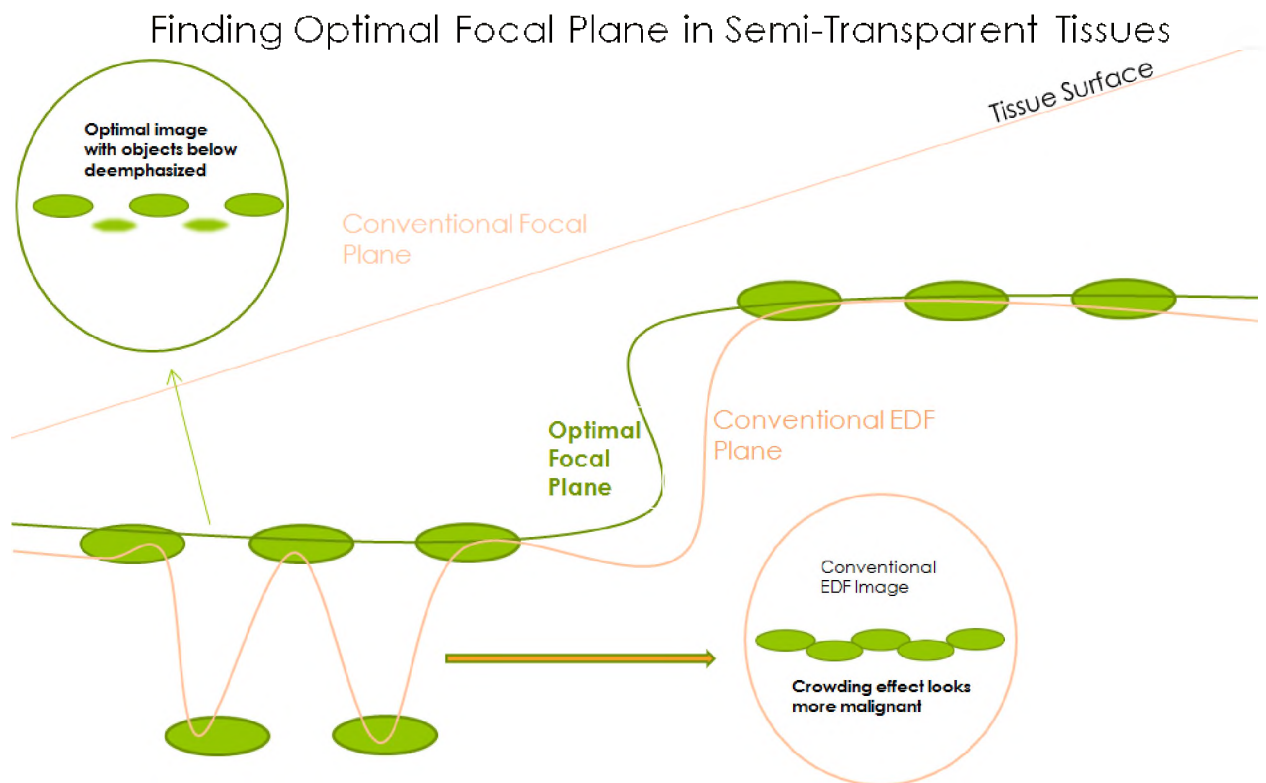 Finding Optimal Focal Plane in Semi-Transparent Tissues
Tissue Surface
Optimal image
with objects below
deemphasized
Conventional Focal
Plane
Optimal
Focal
Plane
Conventional EDF
Plane
Conventional
EDF Image
Crowding effect looks
more malignant